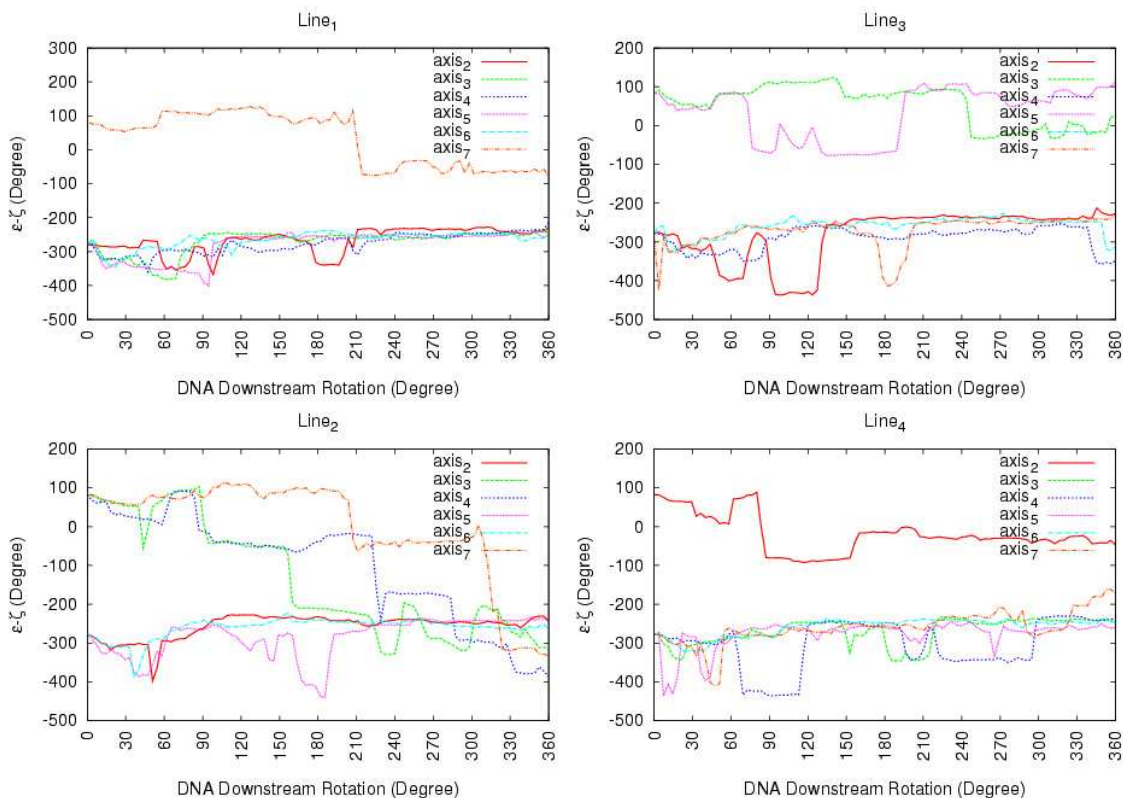 Line1
300
200
100
0
-100
-200
-300
-400
-500
ε-ζ (Degree)
axis2
axis3
axis4
axis5
axis6
axis7
0 30 60 90 120 150 180 210 240 270 300 330 360
DNA Downstream Rotation (Degree)
Line3
200
100
0
-100
-200
-300
-400
-500
ε-ζ (Degree)
axis2
axis3
axis4
axis5
axis6
axis7
0 30 60 90 120 150 180 210 240 270 300 330 360
DNA Downstream Rotation (Degree)
Line2
200
100
0
-100
-200
-300
-400
-500
ε-ζ (Degree)
axis2
axis3
axis4
axis5
axis6
axis7
0 30 60 90 120 150 180 210 240 270 300 330 360
DNA Downstream Rotation (Degree)
Line4
200
100
0
-100
-200
-300
-400
-500
ε-ζ (Degree)
axis2
axis3
axis4
axis5
axis6
axis7
0 30 60 90 120 150 180 210 240 270 300 330 360
DNA Downstream Rotation (Degree)